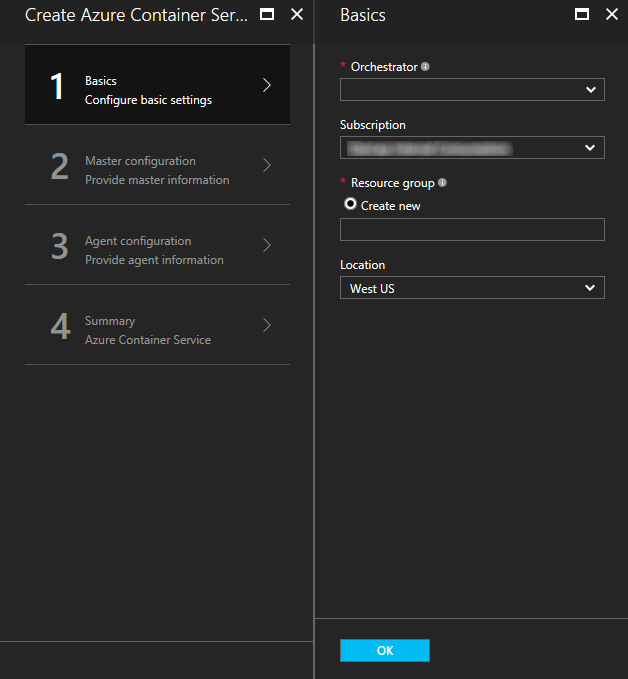 Create Azure Container Ser...
1
Basics
Configure basic settings
2
Master configuration
Provide master information
3
Agent configuration
Provide agent information
4
Summary
Azure Container Service
Basics
* Orchestrator
Subscription
* Resource group
Create new
Location
West US
OK